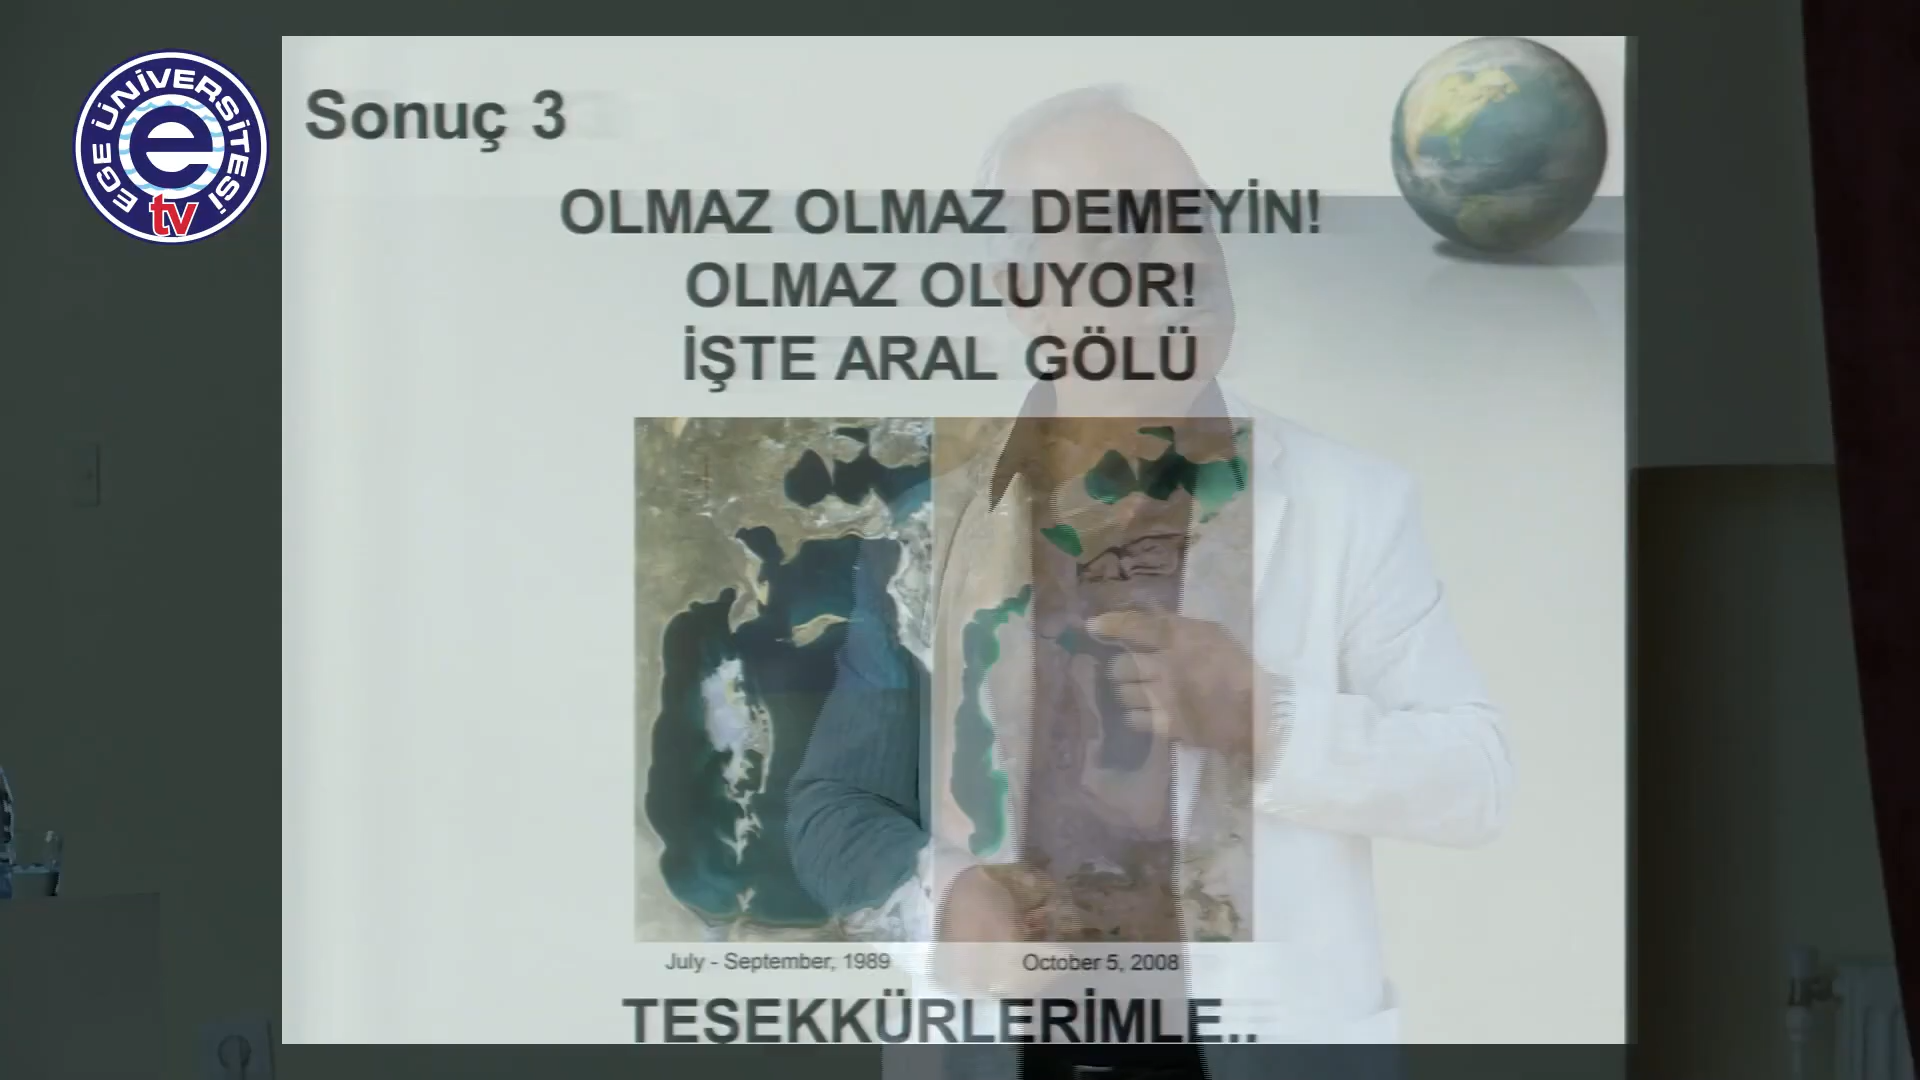 EGE ÜNİVERSİTESİ
e
tv
Sonuç 3
OLMAZ OLMAZ DEMEYİN!
OLMAZ OLUYOR!
İŞTE ARAL GÖLÜ
July - September, 1989
October 5, 2008
TEŞEKKÜRLERİMLE..